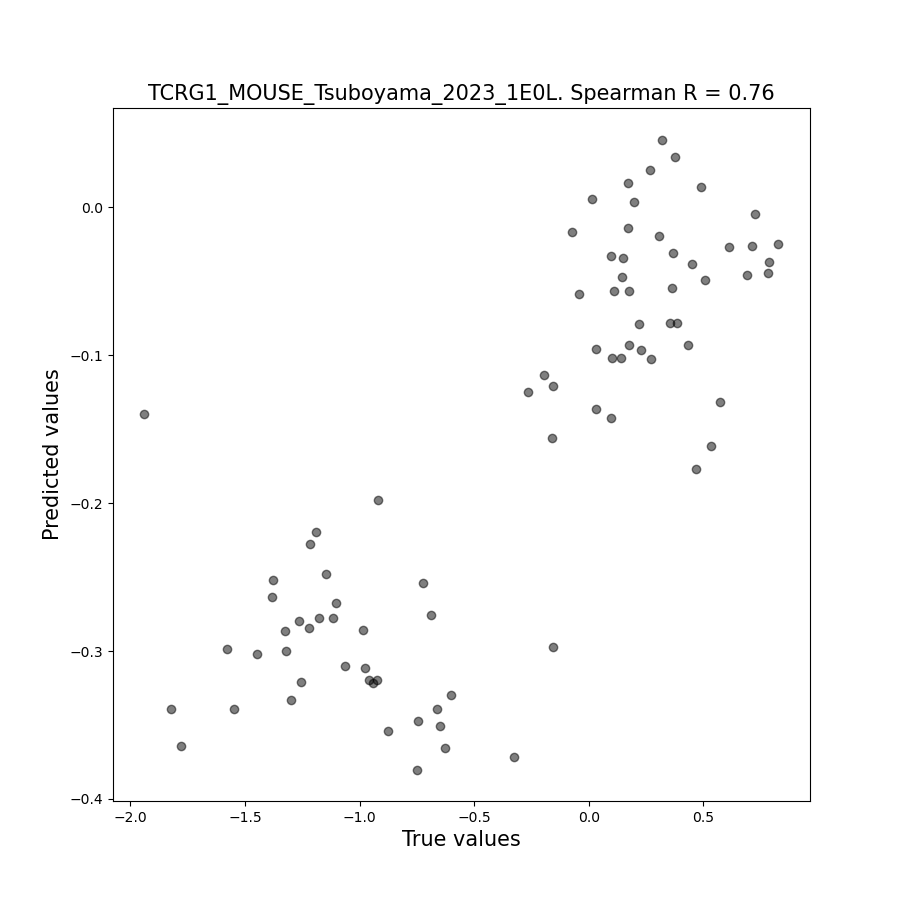 TCRG1_MOUSE_Tsuboyama_2023_1E0L. Spearman R = 0.76
0.0
−0.1
−0.2
−0.3
−0.4
Predicted values
−2.0 −1.5 −1.0 −0.5 0.0 0.5
True values